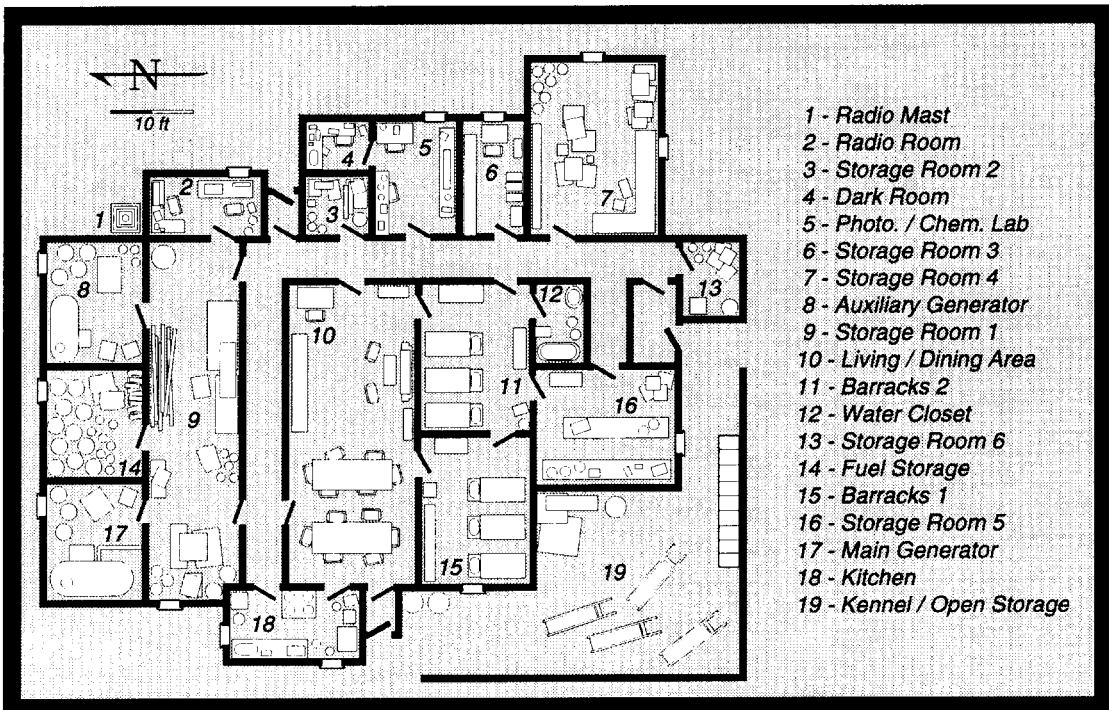 N
10 ft
1 - Radio Mast
2 - Radio Room
3 - Storage Room 2
4 - Dark Room
5 - Photo. / Chem. Lab
6 - Storage Room 3
7 - Storage Room 4
8 - Auxiliary Generator
9 - Storage Room 1
10 - Living / Dining Area
11 - Barracks 2
12 - Water Closet
13 - Storage Room 6
14 - Fuel Storage
15 - Barracks 1
16 - Storage Room 5
17 - Main Generator
18 - Kitchen
19 - Kennel / Open Storage
4
5
6
7
2
3
1
8
13
12
10
11
9
16
14
17
15
19
18